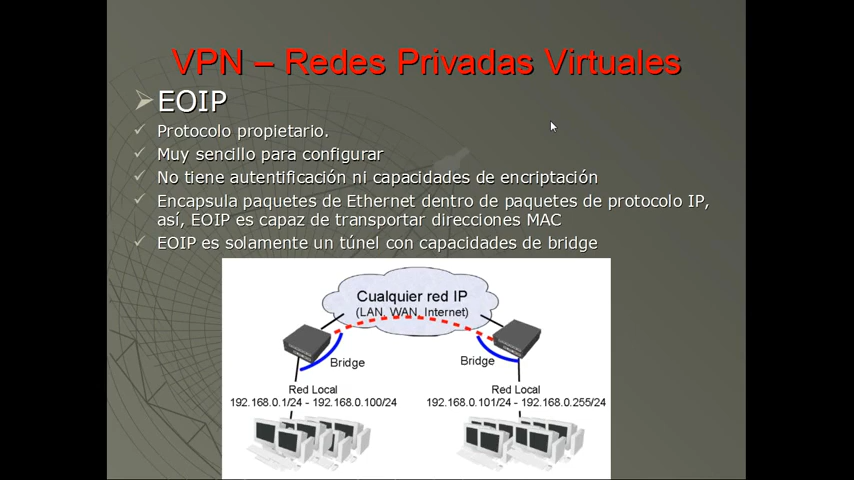 VPN – Redes Privadas Virtuales
EOIP
Protocolo propietario.
Muy sencillo para configurar
No tiene autentificación ni capacidades de encriptación
Encapsula paquetes de Ethernet dentro de paquetes de protocolo IP,
así, EOIP es capaz de transportar direcciones MAC
EOIP es solamente un túnel con capacidades de bridge
Cualquier red IP
(LAN, WAN, Internet)
Bridge
Bridge
Red Local
192.168.0.1/24 - 192.168.0.100/24
Red Local
192.168.0.101/24 - 192.168.0.255/24